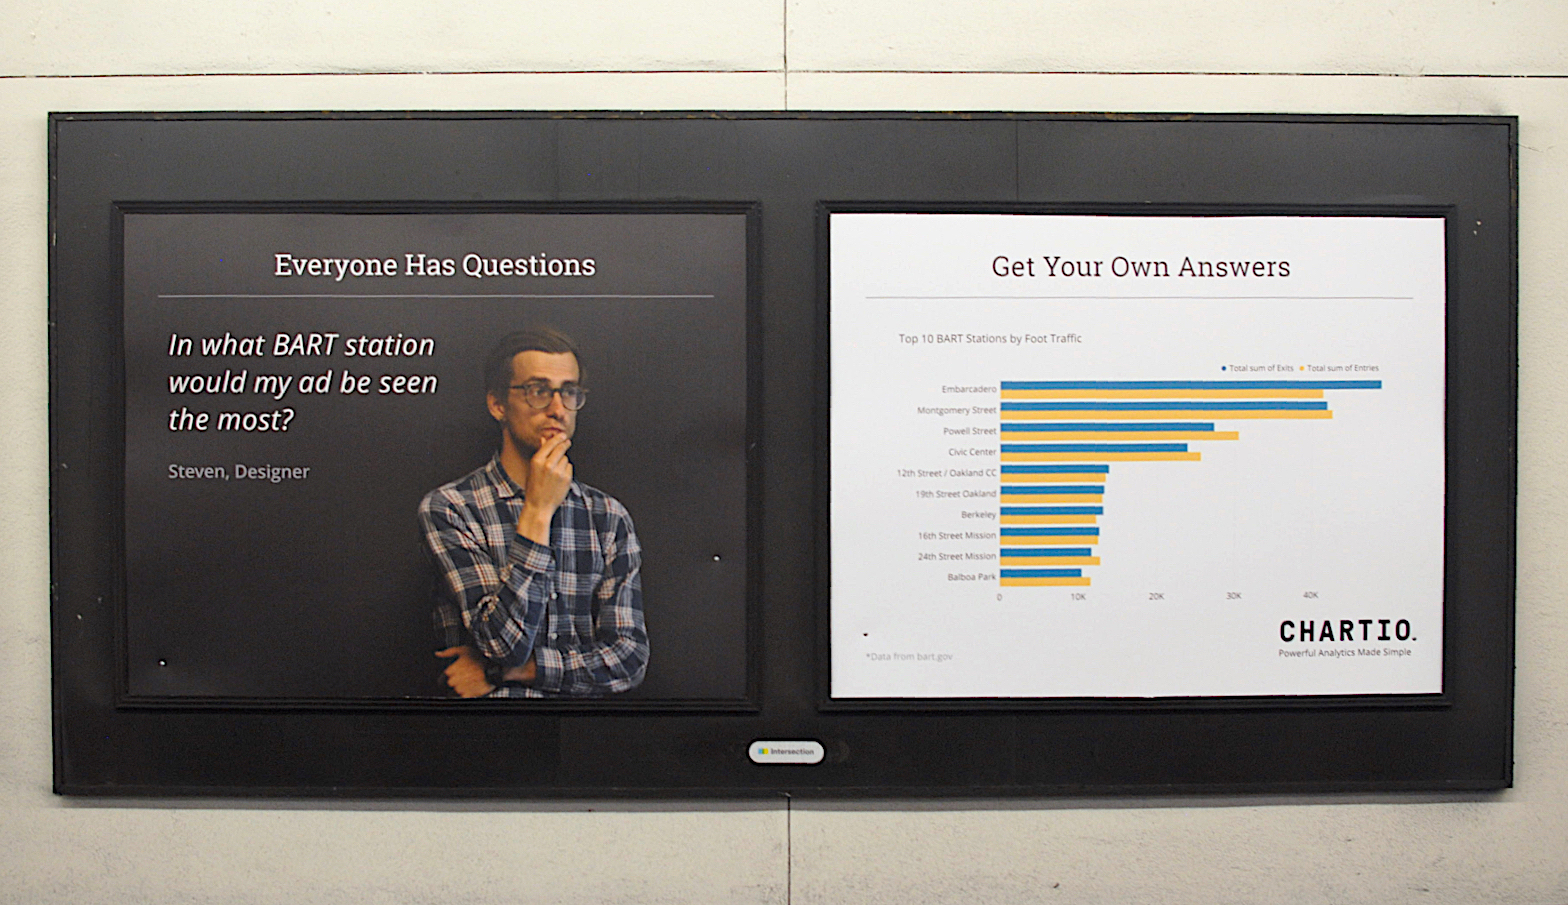 Everyone Has Questions
In what BART station
would my ad be seen
the most?
Steven, Designer
Get Your Own Answers
Top 10 BART Stations by Foot Traffic
Total sum of Exits Total sum of Entries
Embarcadero
Montgomery Street
Powell Street
Civic Center
12th Street / Oakland CC
19th Street Oakland
Berkeley
16th Street Mission
24th Street Mission
Balboa Park
0 10K 20K 30K 40K
CHARTIO.
Powerful Analytics Made Simple
*Data from bart.gov
Intersection